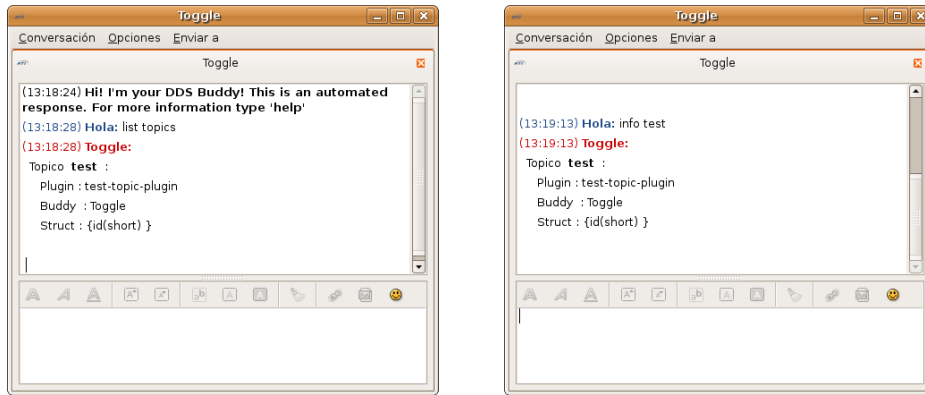 Toggle
Conversación Opciones Enviar a
Toggle
(13:18:24) Hi! I'm your DDS Buddy! This is an automated
response. For more information type 'help'
(13:18:28) Hola: list topics
(13:18:28) Toggle:
Topico test :
Plugin : test-topic-plugin
Buddy : Toggle
Struct : {id(short) }
Toggle
Conversación Opciones Enviar a
Toggle
(13:19:13) Hola: info test
(13:19:13) Toggle:
Topico test :
Plugin : test-topic-plugin
Buddy : Toggle
Struct : {id(short) }